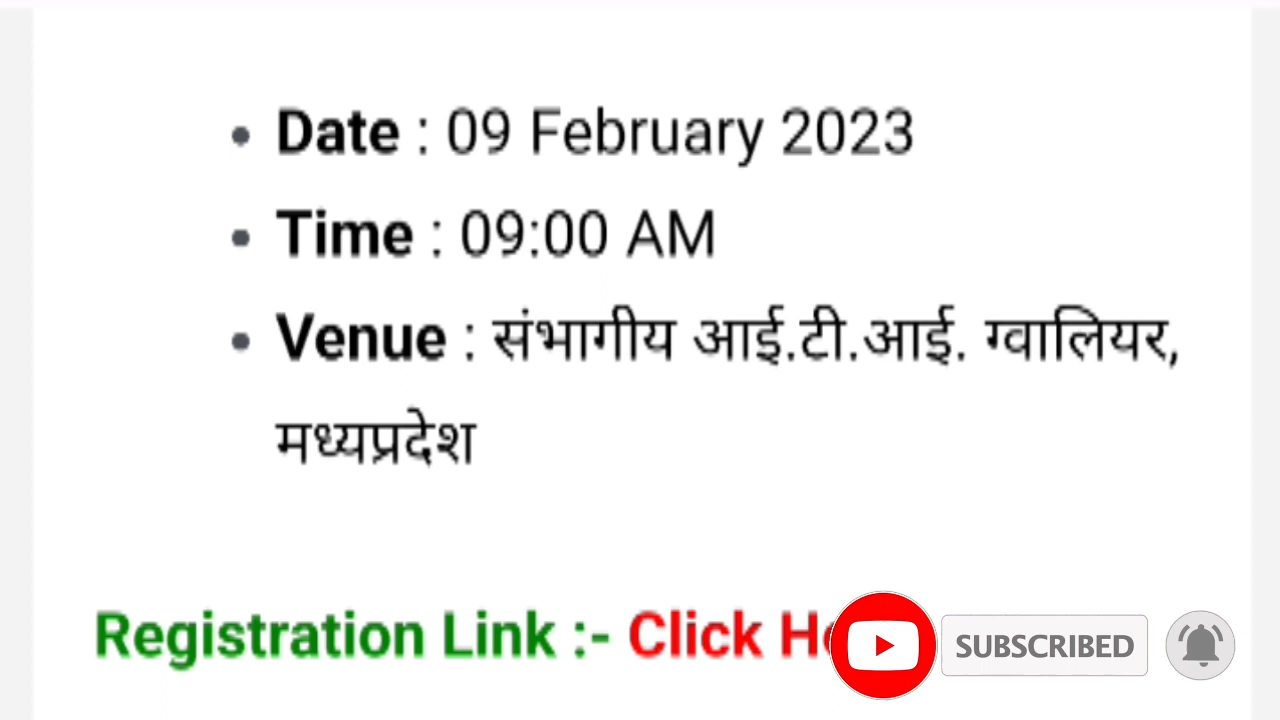 Date : 09 February 2023
Time : 09:00 AM
Venue : संभागीय आई.टी.आई. ग्वालियर,
मध्यप्रदेश
Registration Link :- Click
SUBSCRIBED